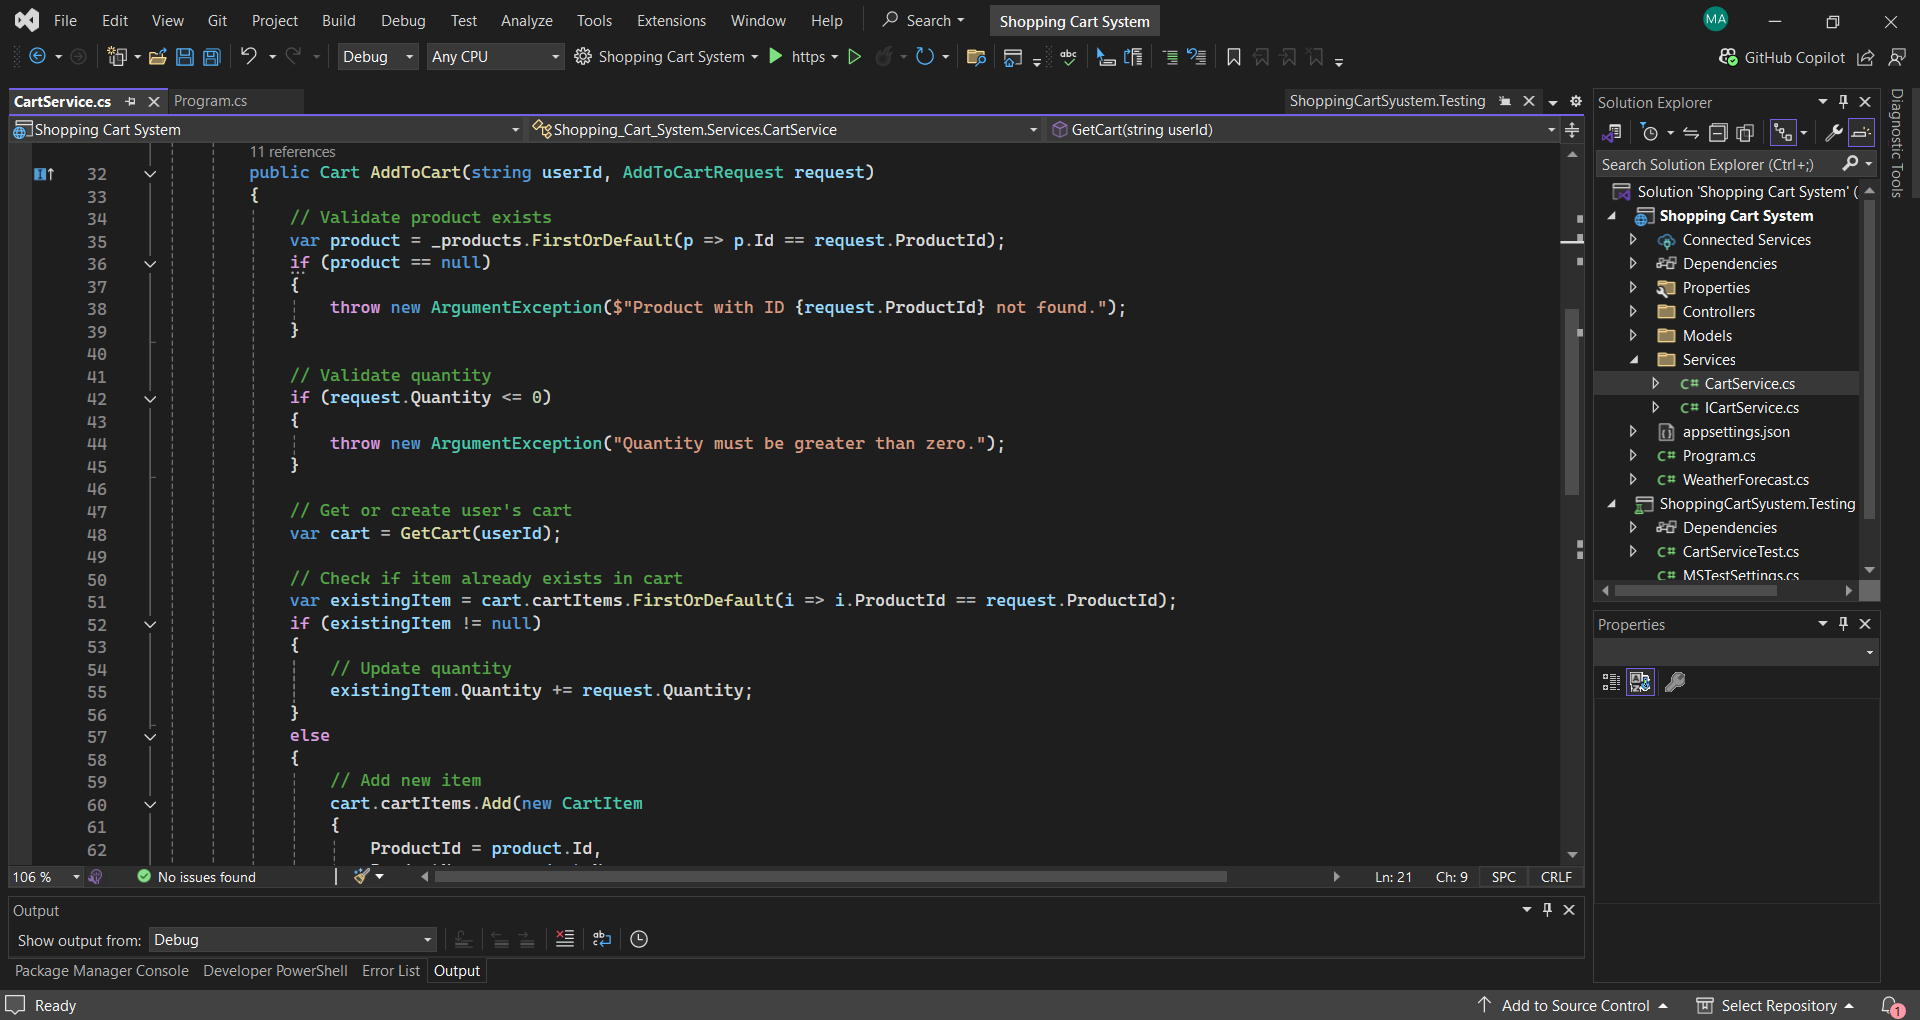 File Edit View Git Project Build Debug Test Analyze Tools Extensions Window Help Search Shopping Cart System MA
Debug Any CPU Shopping Cart System https GitHub Copilot
CartService.cs Program.cs ShoppingCartSyustem.Testing
Shopping Cart System Shopping_Cart_System.Services.CartService GetCart(string userId)
11 references
32 public Cart AddToCart(string userId, AddToCartRequest request)
33 {
34 // Validate product exists
35 var product = _products.FirstOrDefault(p => p.Id == request.ProductId);
36 if (product == null)
37 {
38 throw new ArgumentException($"Product with ID {request.ProductId} not found.");
39 }
40
41 // Validate quantity
42 if (request.Quantity <= 0)
43 {
44 throw new ArgumentException("Quantity must be greater than zero.");
45 }
46
47 // Get or create user's cart
48 var cart = GetCart(userId);
49
50 // Check if item already exists in cart
51 var existingItem = cart.cartItems.FirstOrDefault(i => i.ProductId == request.ProductId);
52 if (existingItem != null)
53 {
54 // Update quantity
55 existingItem.Quantity += request.Quantity;
56 }
57 else
58 {
59 // Add new item
60 cart.cartItems.Add(new CartItem
61 {
62 ProductId = product.Id,
106 % No issues found Ln: 21 Ch: 9 SPC CRLF
Output
Show output from: Debug
Package Manager Console Developer PowerShell Error List Output
Solution Explorer
Search Solution Explorer (Ctrl+;)
Solution 'Shopping Cart System' (
Shopping Cart System
Connected Services
Dependencies
Properties
Controllers
Models
Services
C# CartService.cs
C# ICartService.cs
appsettings.json
C# Program.cs
C# WeatherForecast.cs
ShoppingCartSyustem.Testing
Dependencies
C# CartServiceTest.cs
C# MSTestSettings.cs
Properties
Diagnostic Tools
Ready Add to Source Control Select Repository 1